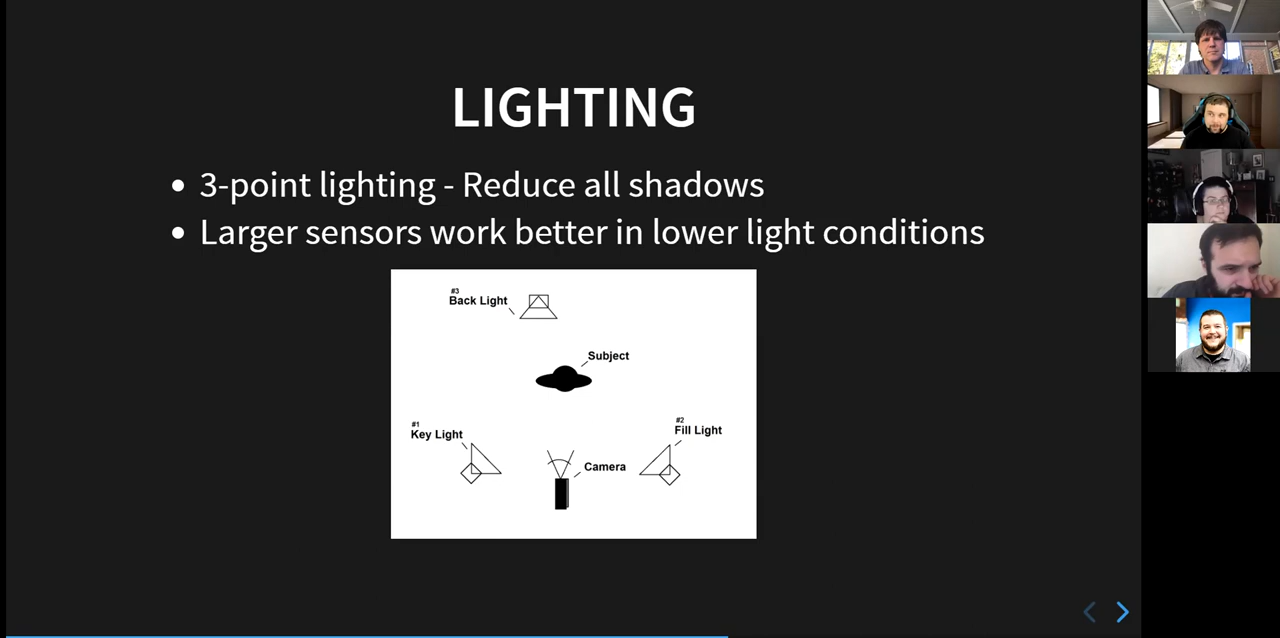 LIGHTING
3-point lighting - Reduce all shadows
Larger sensors work better in lower light conditions
#3
Back Light
Subject
#1
Key Light
#2
Fill Light
Camera